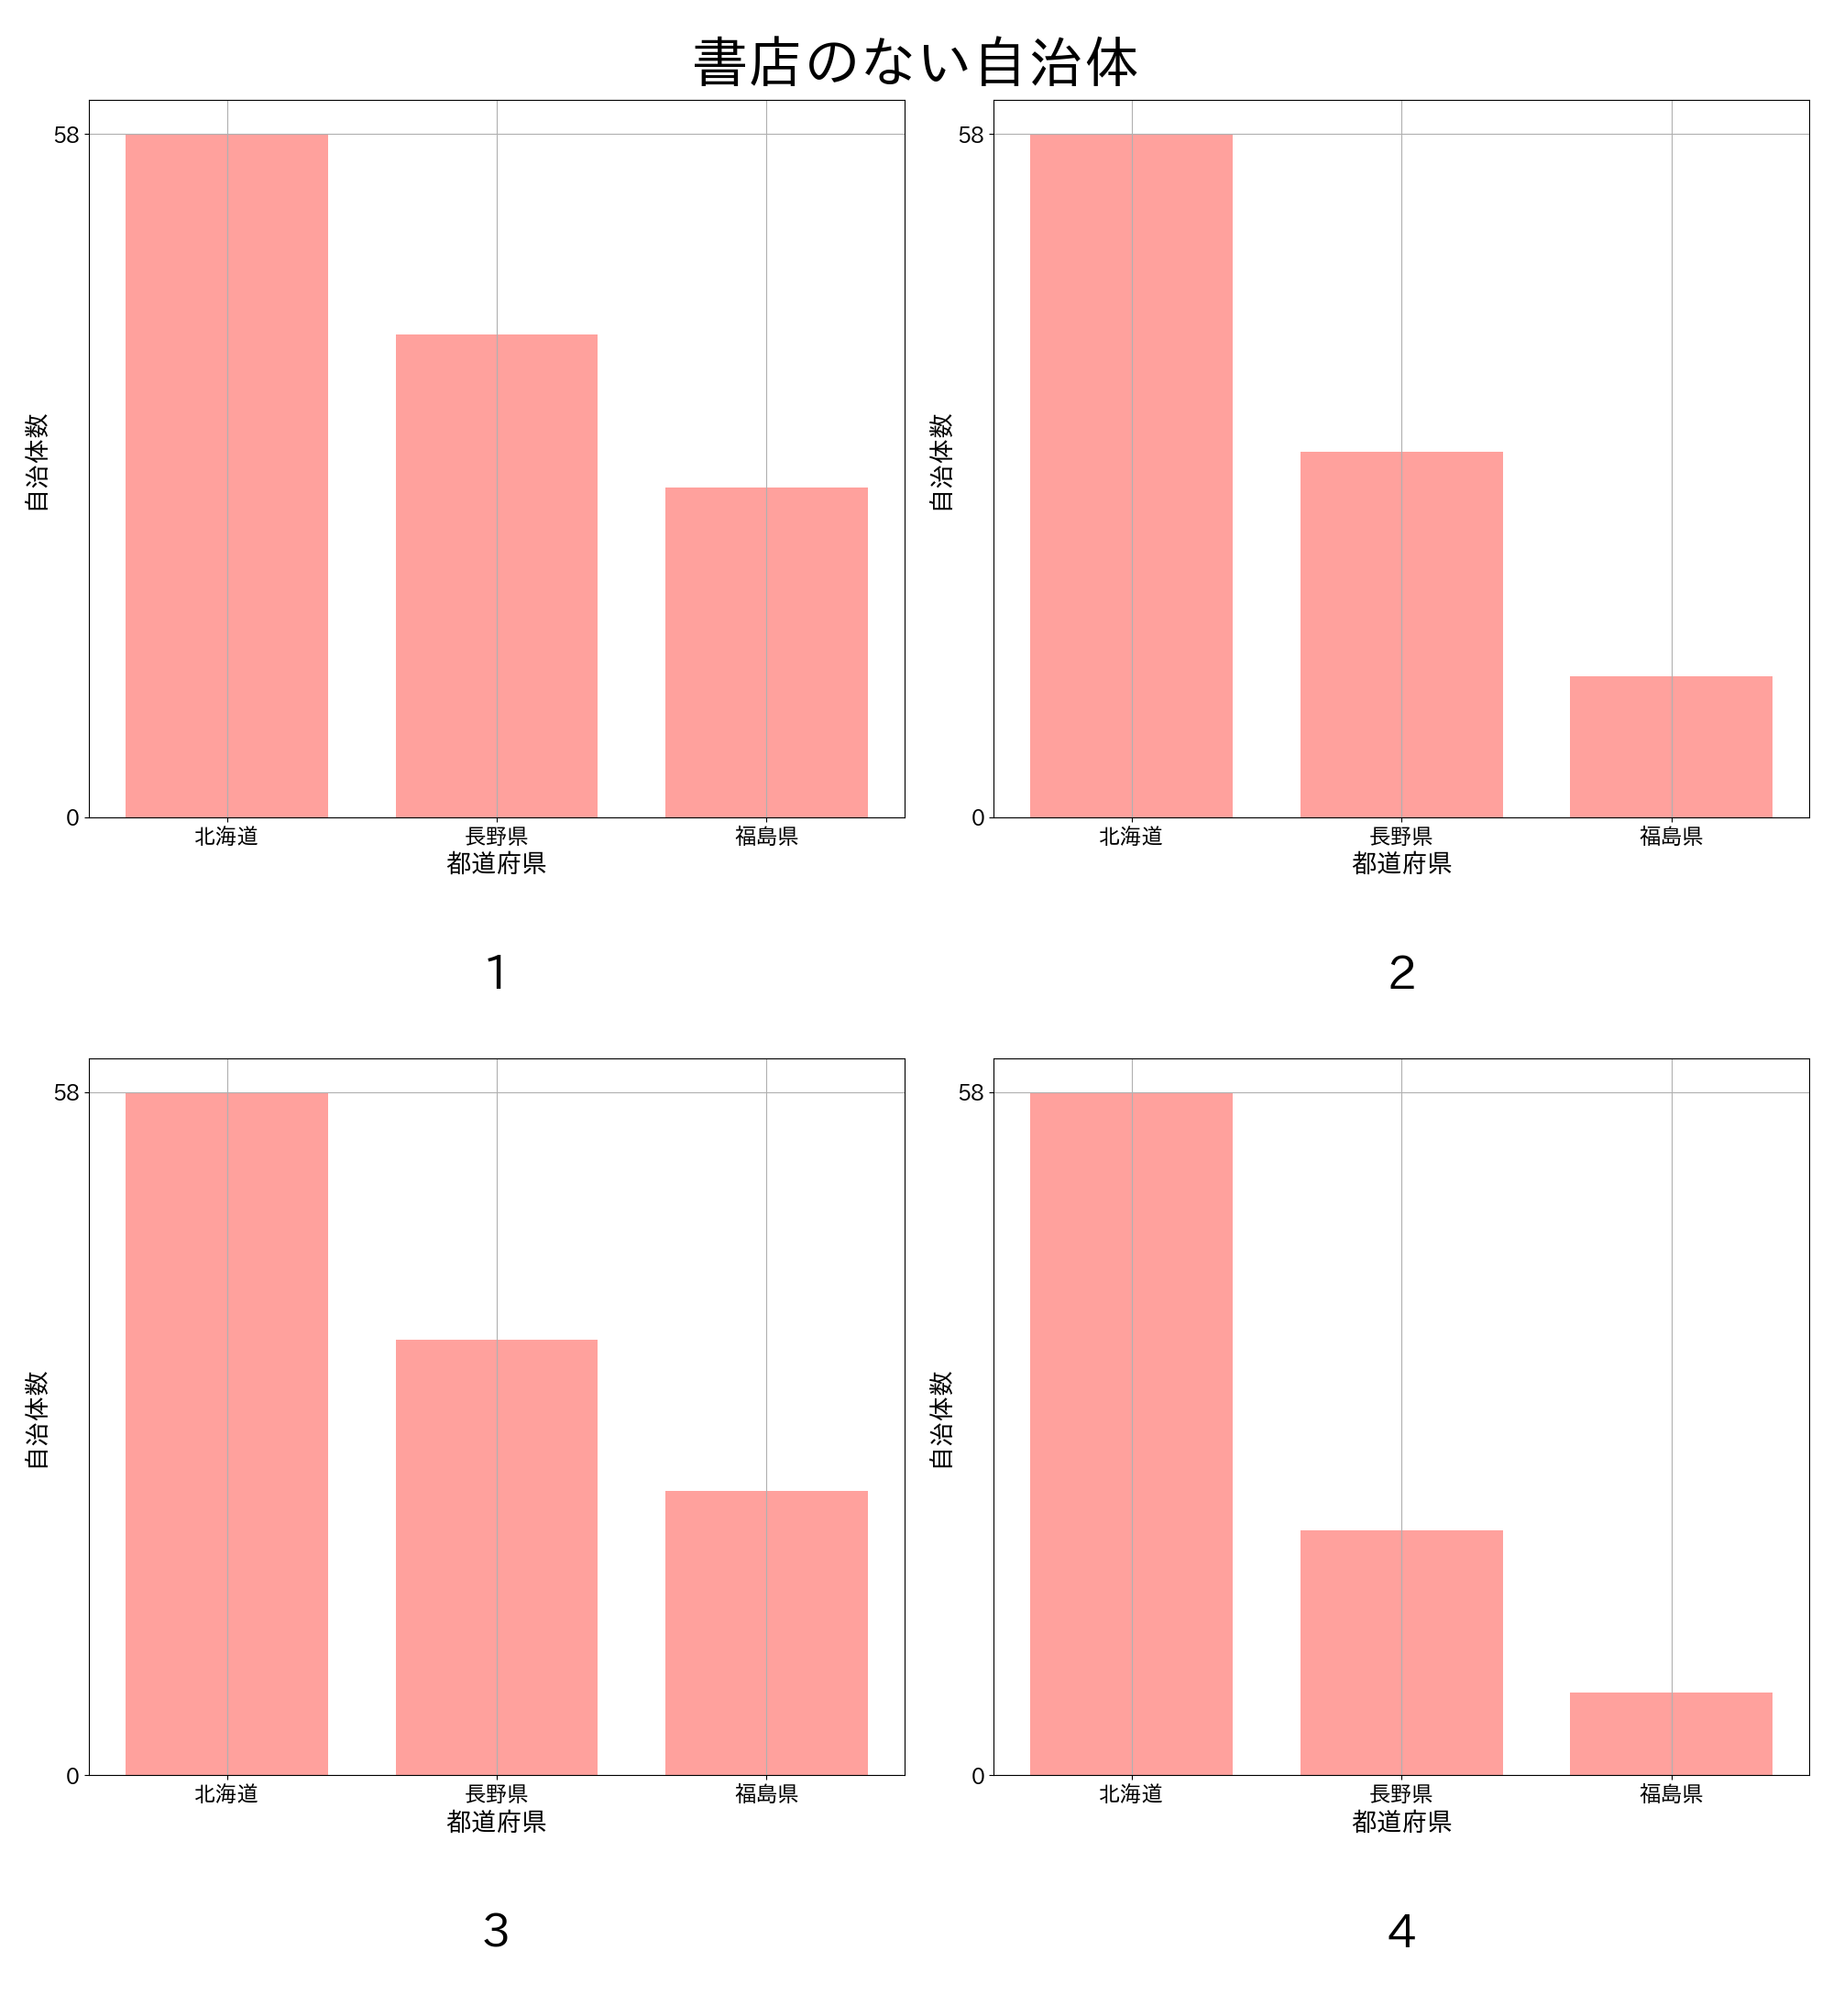 書店のない自治体
58
0
自治体数
北海道 長野県 福島県
都道府県
1
58
0
自治体数
北海道 長野県 福島県
都道府県
2
58
0
自治体数
北海道 長野県 福島県
都道府県
3
58
0
自治体数
北海道 長野県 福島県
都道府県
4